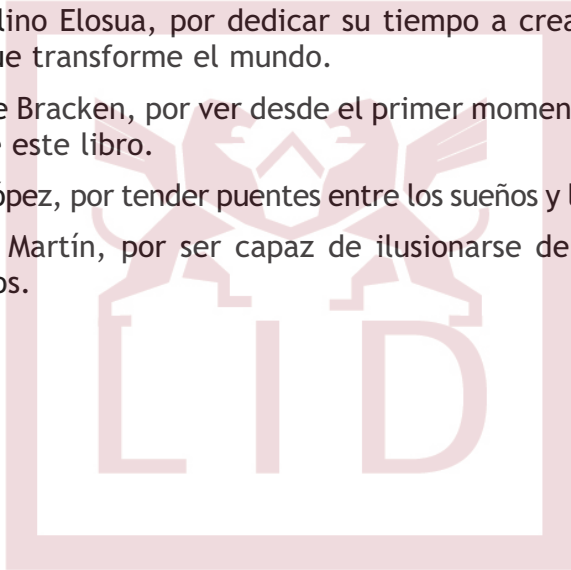 lino Elosua, por dedicar su tiempo a crea
ue transforme el mundo.
e Bracken, por ver desde el primer momen
e este libro.
ópez, por tender puentes entre los sueños y l
Martín, por ser capaz de ilusionarse de
os.
LID